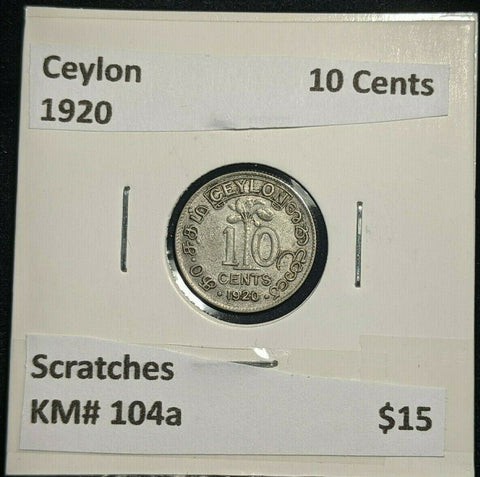 Ceylon 10 Cents
1920
CEYLON
10
CENTS
· 1920 ·
Scratches
KM# 104a $15